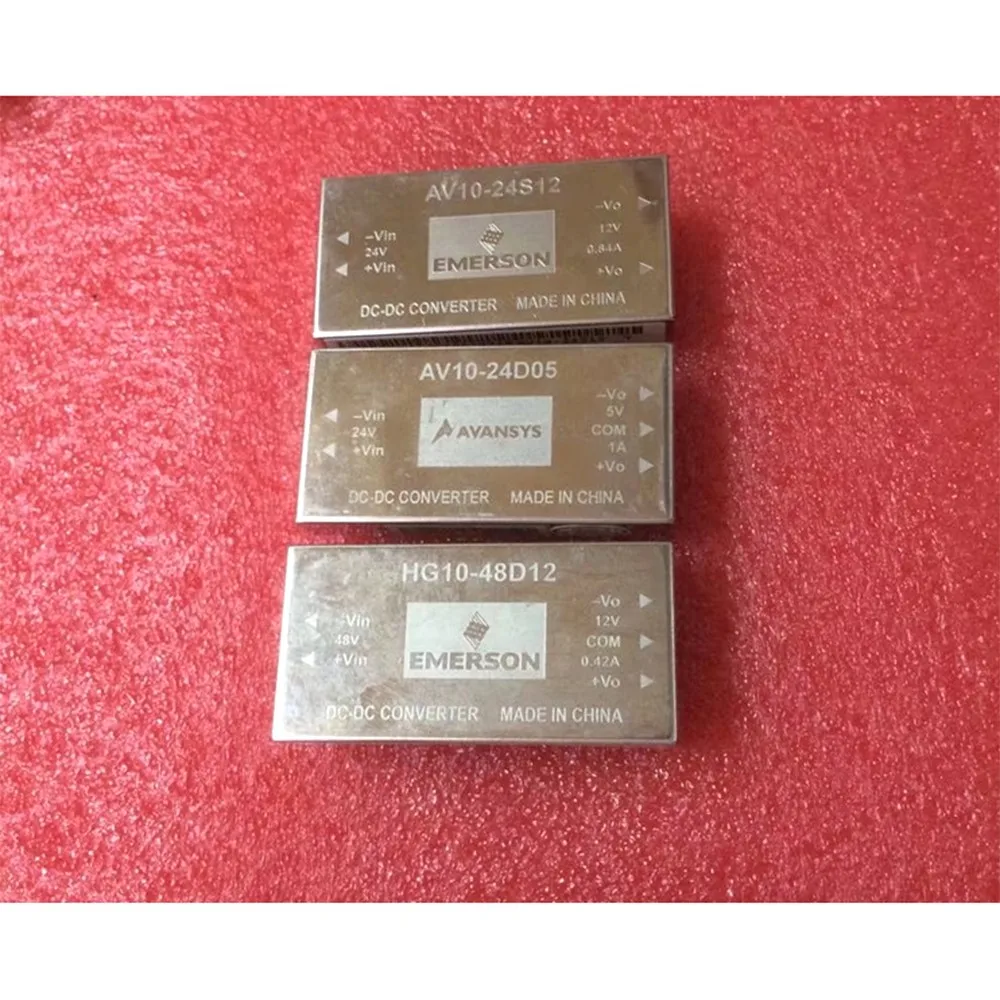 AV10-24S12
–Vin
24V
+Vin
EMERSON
–Vo
12V
0.84A
+Vo
DC-DC CONVERTER MADE IN CHINA
AV10-24D05
–Vin
24V
+Vin
AVANSYS
–Vo
5V
COM
1A
+Vo
DC-DC CONVERTER MADE IN CHINA
HG10-48D12
–Vin
48V
+Vin
EMERSON
–Vo
12V
COM
0.42A
+Vo
DC-DC CONVERTER MADE IN CHINA